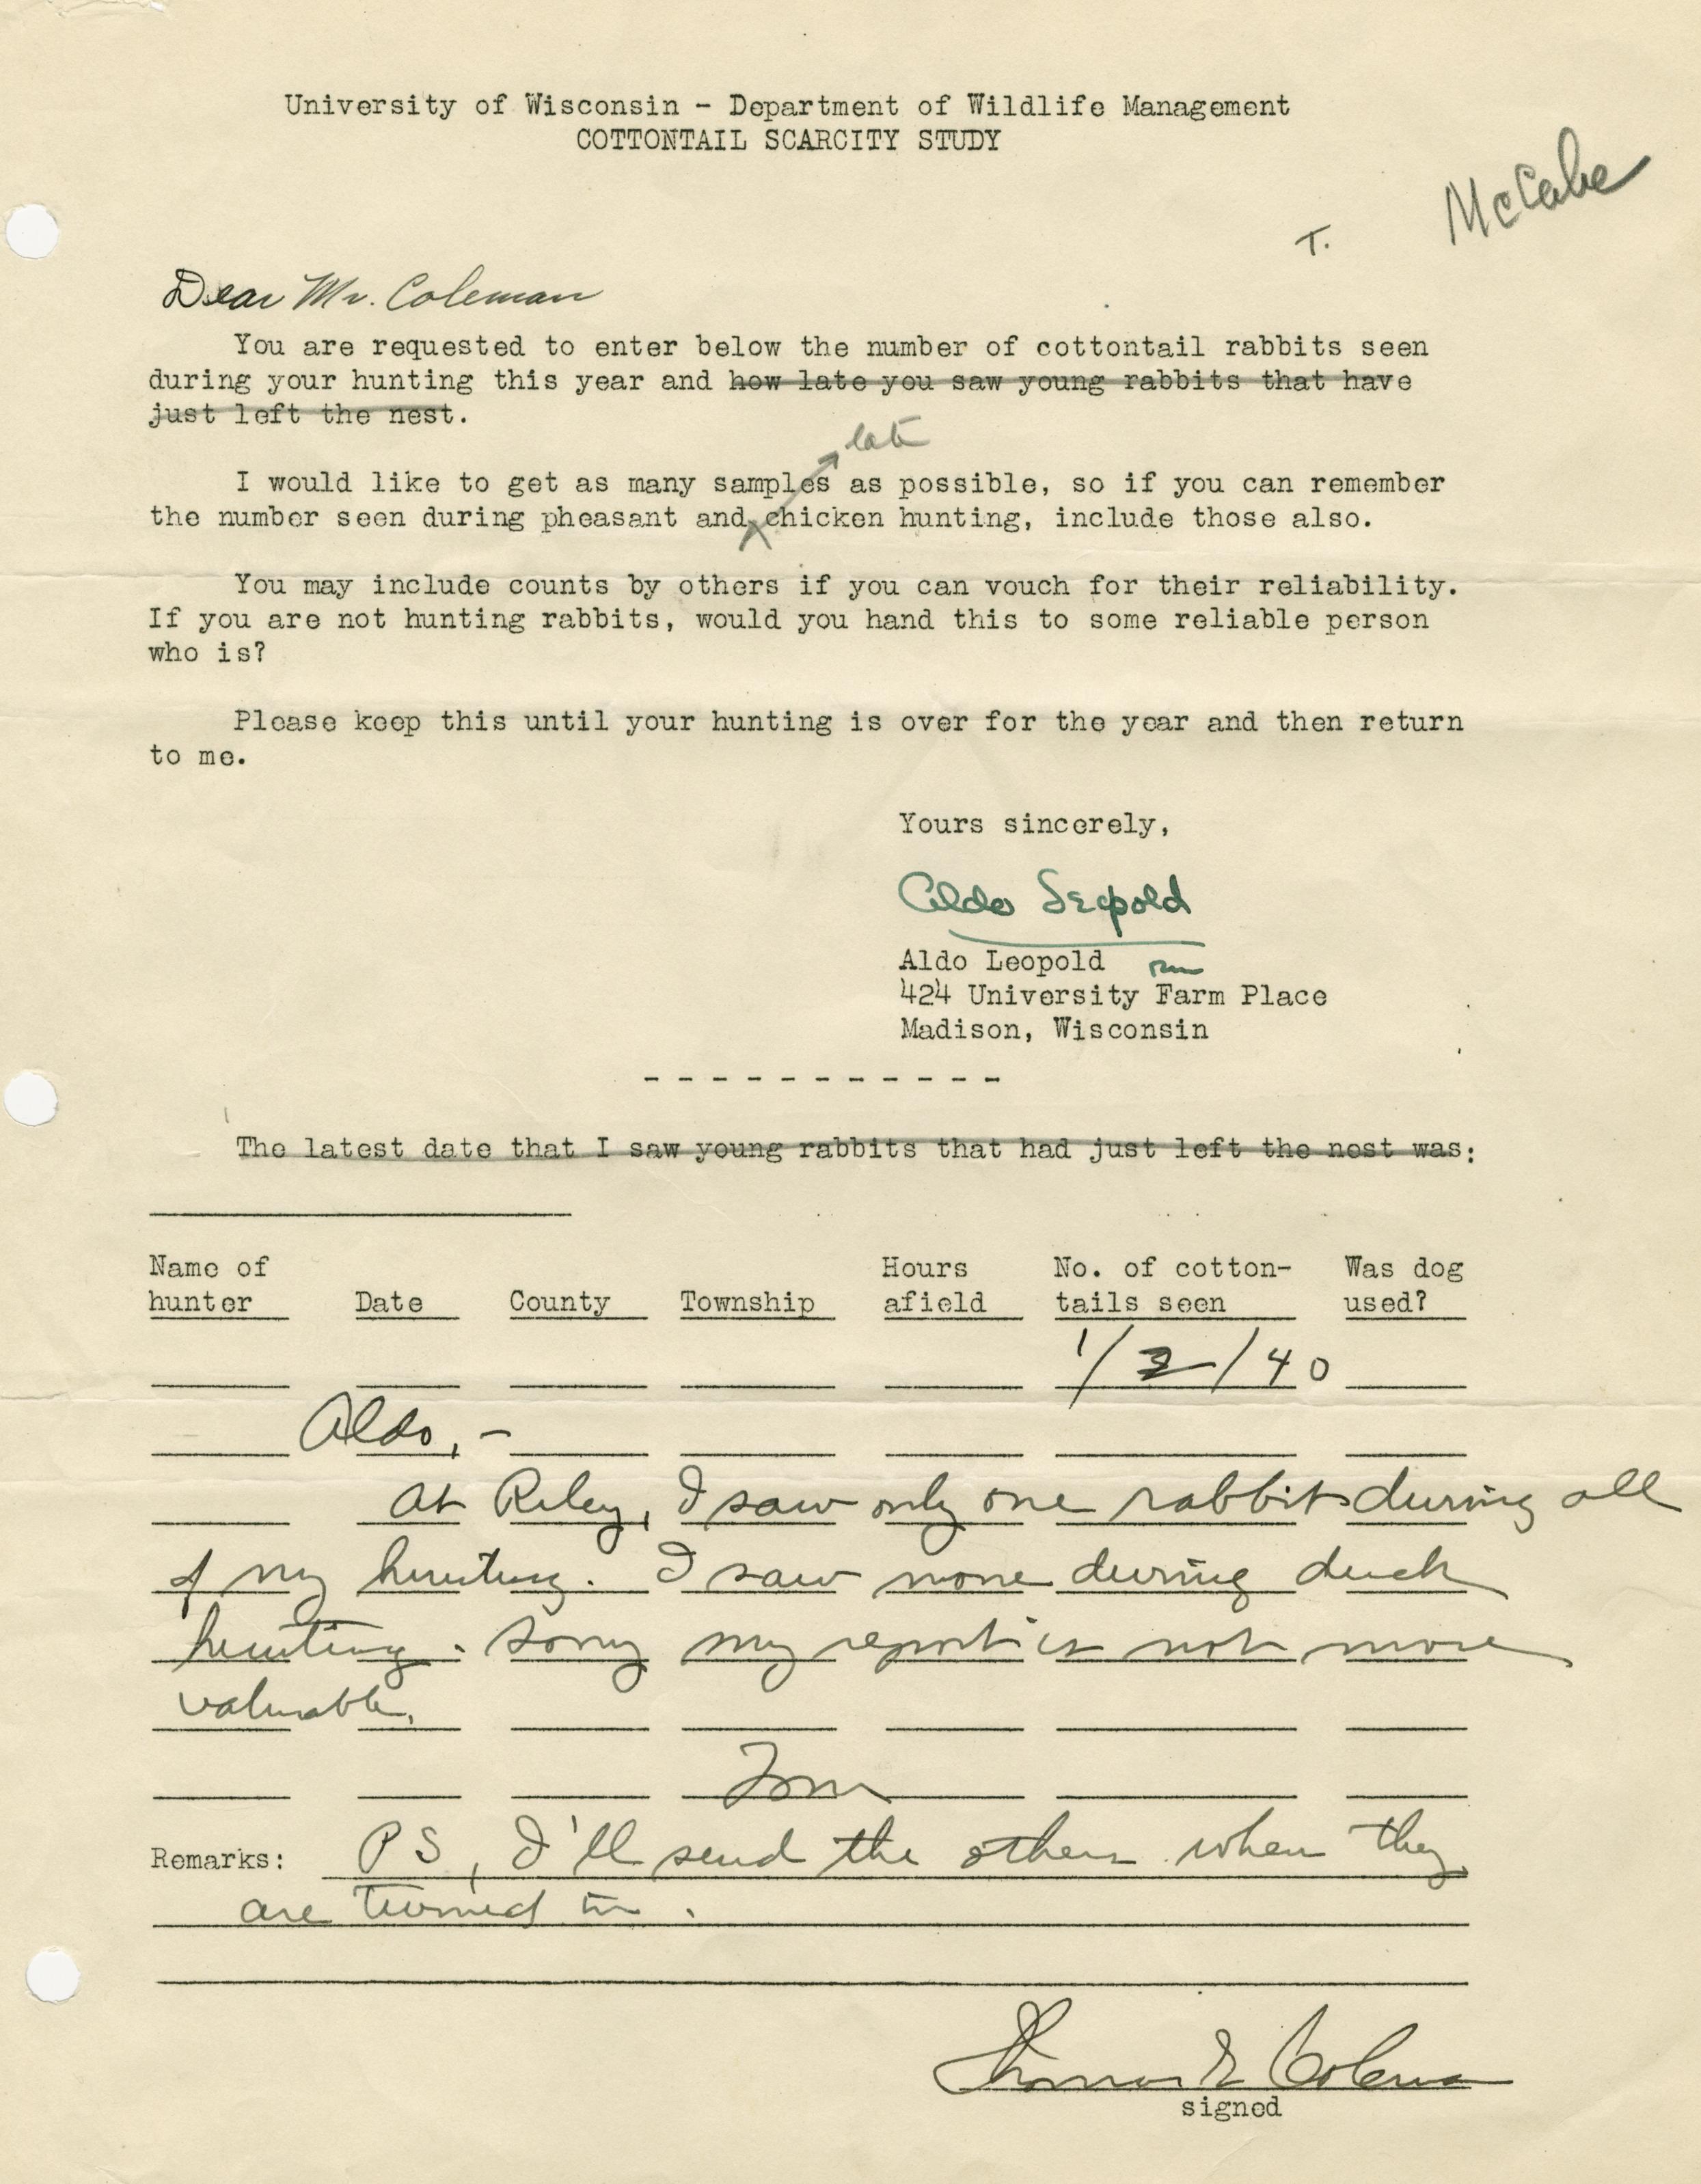 University of Wisconsin - Department of Wildlife Management
COTTONTAIL SCARCITY STUDY
McCabe
T.
Dear Mr. Coleman
You are requested to enter below the number of cottontail rabbits seen
during your hunting this year and how late you saw young rabbits that have
just left the nest.
late
I would like to get as many samples as possible, so if you can remember
the number seen during pheasant and chicken hunting, include those also.
You may include counts by others if you can vouch for their reliability.
If you are not hunting rabbits, would you hand this to some reliable person
who is?
Please keep this until your hunting is over for the year and then return
to me.
Yours sincerely,
Aldo Leopold
Aldo Leopold
424 University Farm Place
Madison, Wisconsin
- - - - - - - - - - -
The latest date that I saw young rabbits that had just left the nest was:
Name of Hours No. of cotton- Was dog
hunter Date County Township afield tails seen used?
1/2/40
Aldo, -
At Riley, I saw only one rabbit during all
of my hunting. I saw none during duck
hunting. Sorry my report is not more
valuable.
Tom
Remarks: PS, I'll send the others when they
are turned in.
Thomas E Coleman
signed